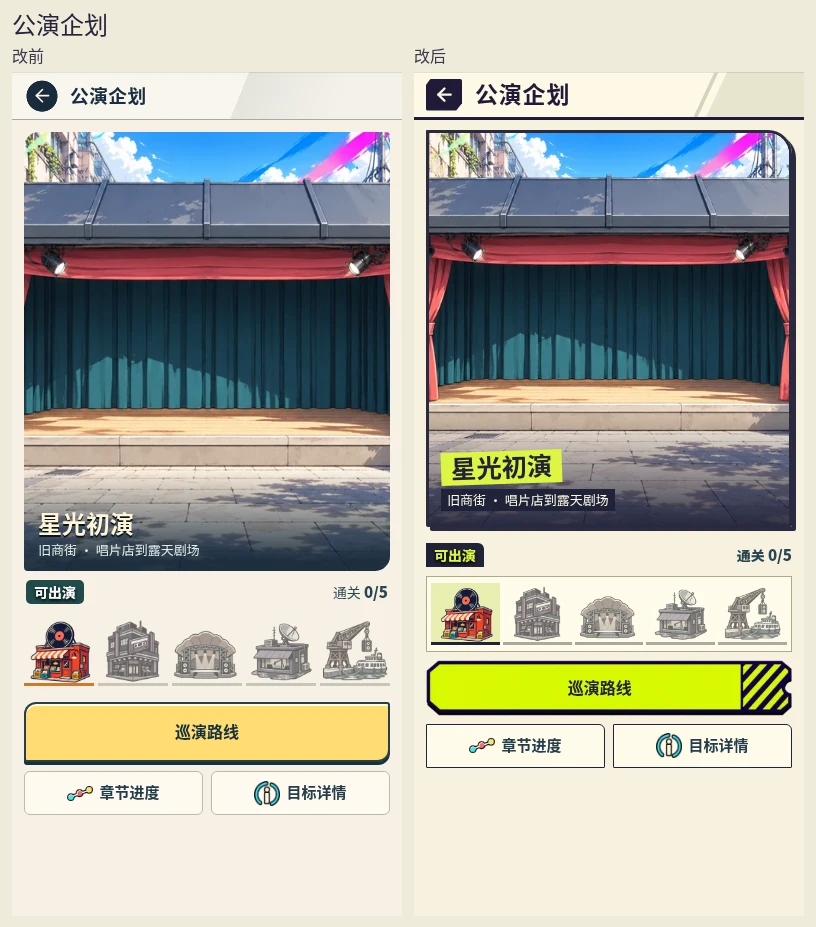 公演企划
改前
公演企划
星光初演
旧商街 · 唱片店到露天剧场
可出演
通关 0/5
巡演路线
章节进度
目标详情
改后
公演企划
星光初演
旧商街 · 唱片店到露天剧场
可出演
通关 0/5
巡演路线
章节进度
目标详情